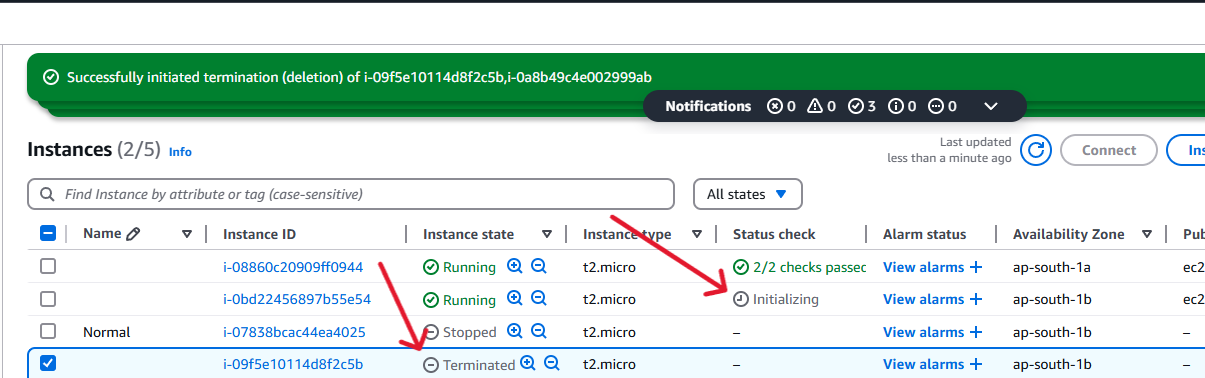 Successfully initiated termination (deletion) of i-09f5e10114d8f2c5b,i-0a8b49c4e002999ab
Notifications 0 0 3 0 0
Instances (2/5) Info
Last updated less than a minute ago
Connect
Ins
Find Instance by attribute or tag (case-sensitive)
All states
Name Instance ID Instance state Instance type Status check Alarm status Availability Zone Pub
i-08860c20909ff0944 Running t2.micro 2/2 checks passed View alarms + ap-south-1a ec2
i-0bd22456897b55e54 Running t2.micro Initializing View alarms + ap-south-1b ec2
Normal i-07838bcac44ea4025 Stopped t2.micro – View alarms + ap-south-1b –
i-09f5e10114d8f2c5b Terminated t2.micro – View alarms + ap-south-1b –